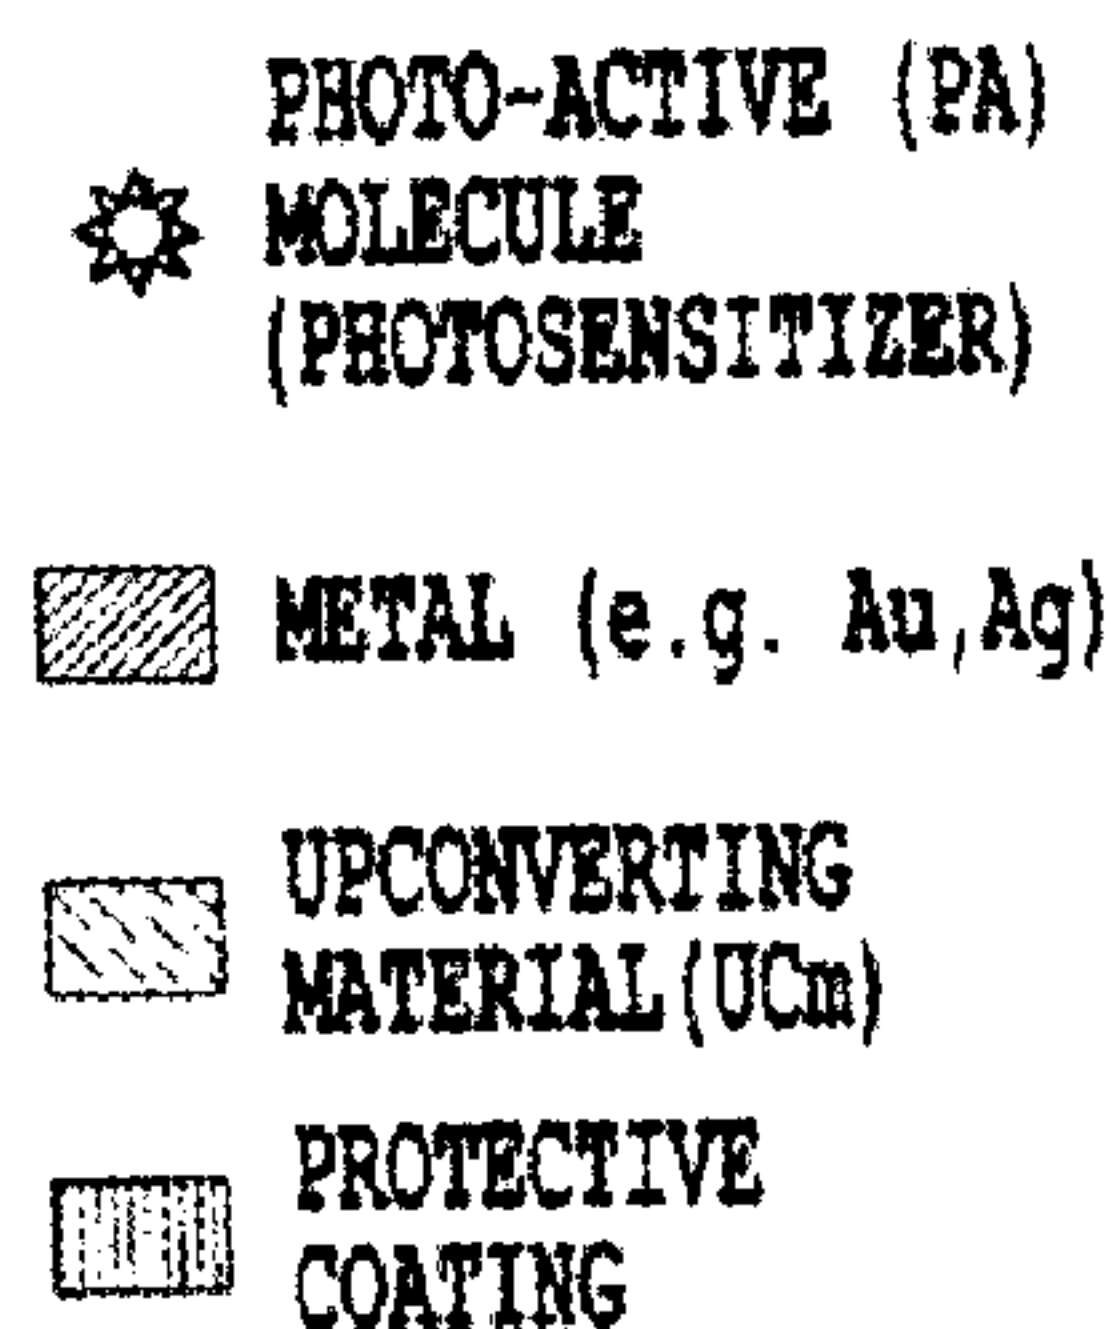 PHOTO-ACTIVE (PA)
MOLECULE
(PHOTOSENSITIZER)
METAL (e.g. Au,Ag)
UPCONVERTING
MATERIAL(UCm)
PROTECTIVE
COATING